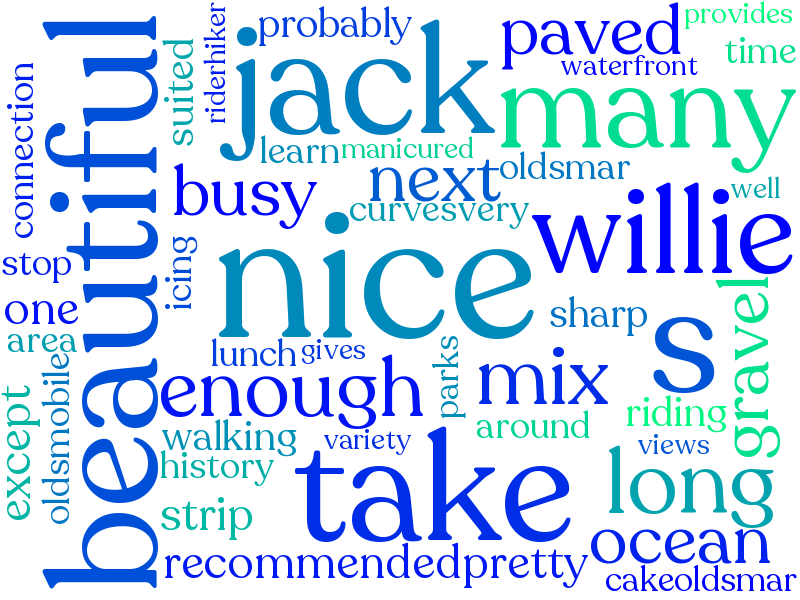 probably
provides
paved
time
waterfront
riderhiker
suited
connection
beautiful
jack
many
learn
manicured
oldsmar
next
well
busy
curvesvery
willie
icing
stop
nice
one
sharp
s
area
lunch
gives
parks
mix
gravel
oldsmobile
enough
except
riding
around
walking
variety
views
history
take
long
strip
ocean
recommendedpretty
cakeoldsmar